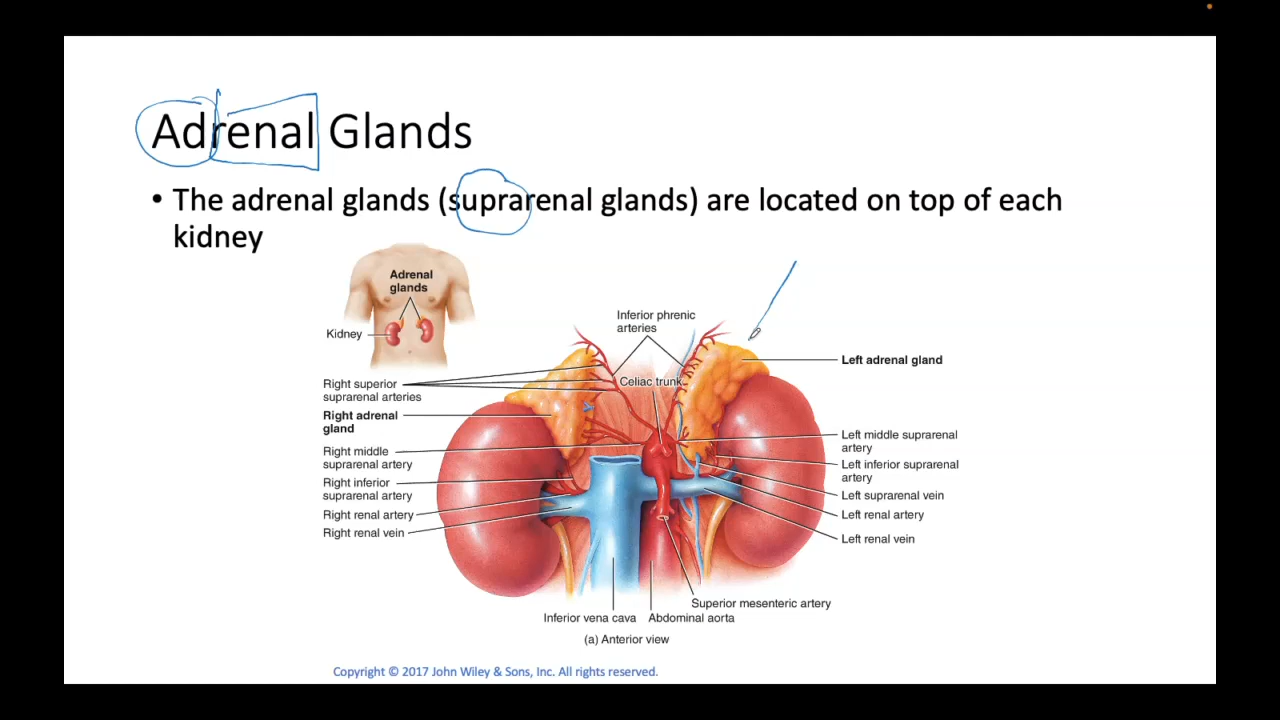 Adrenal Glands
• The adrenal glands (suprarenal glands) are located on top of each
kidney
Adrenal
glands
Kidney
Inferior phrenic
arteries
Celiac trunk
Right superior
suprarenal arteries
Right adrenal
gland
Right middle
suprarenal artery
Right inferior
suprarenal artery
Right renal artery
Right renal vein
Left adrenal gland
Left middle suprarenal
artery
Left inferior suprarenal
artery
Left suprarenal vein
Left renal artery
Left renal vein
Superior mesenteric artery
Inferior vena cava
Abdominal aorta
(a) Anterior view
Copyright © 2017 John Wiley & Sons, Inc. All rights reserved.